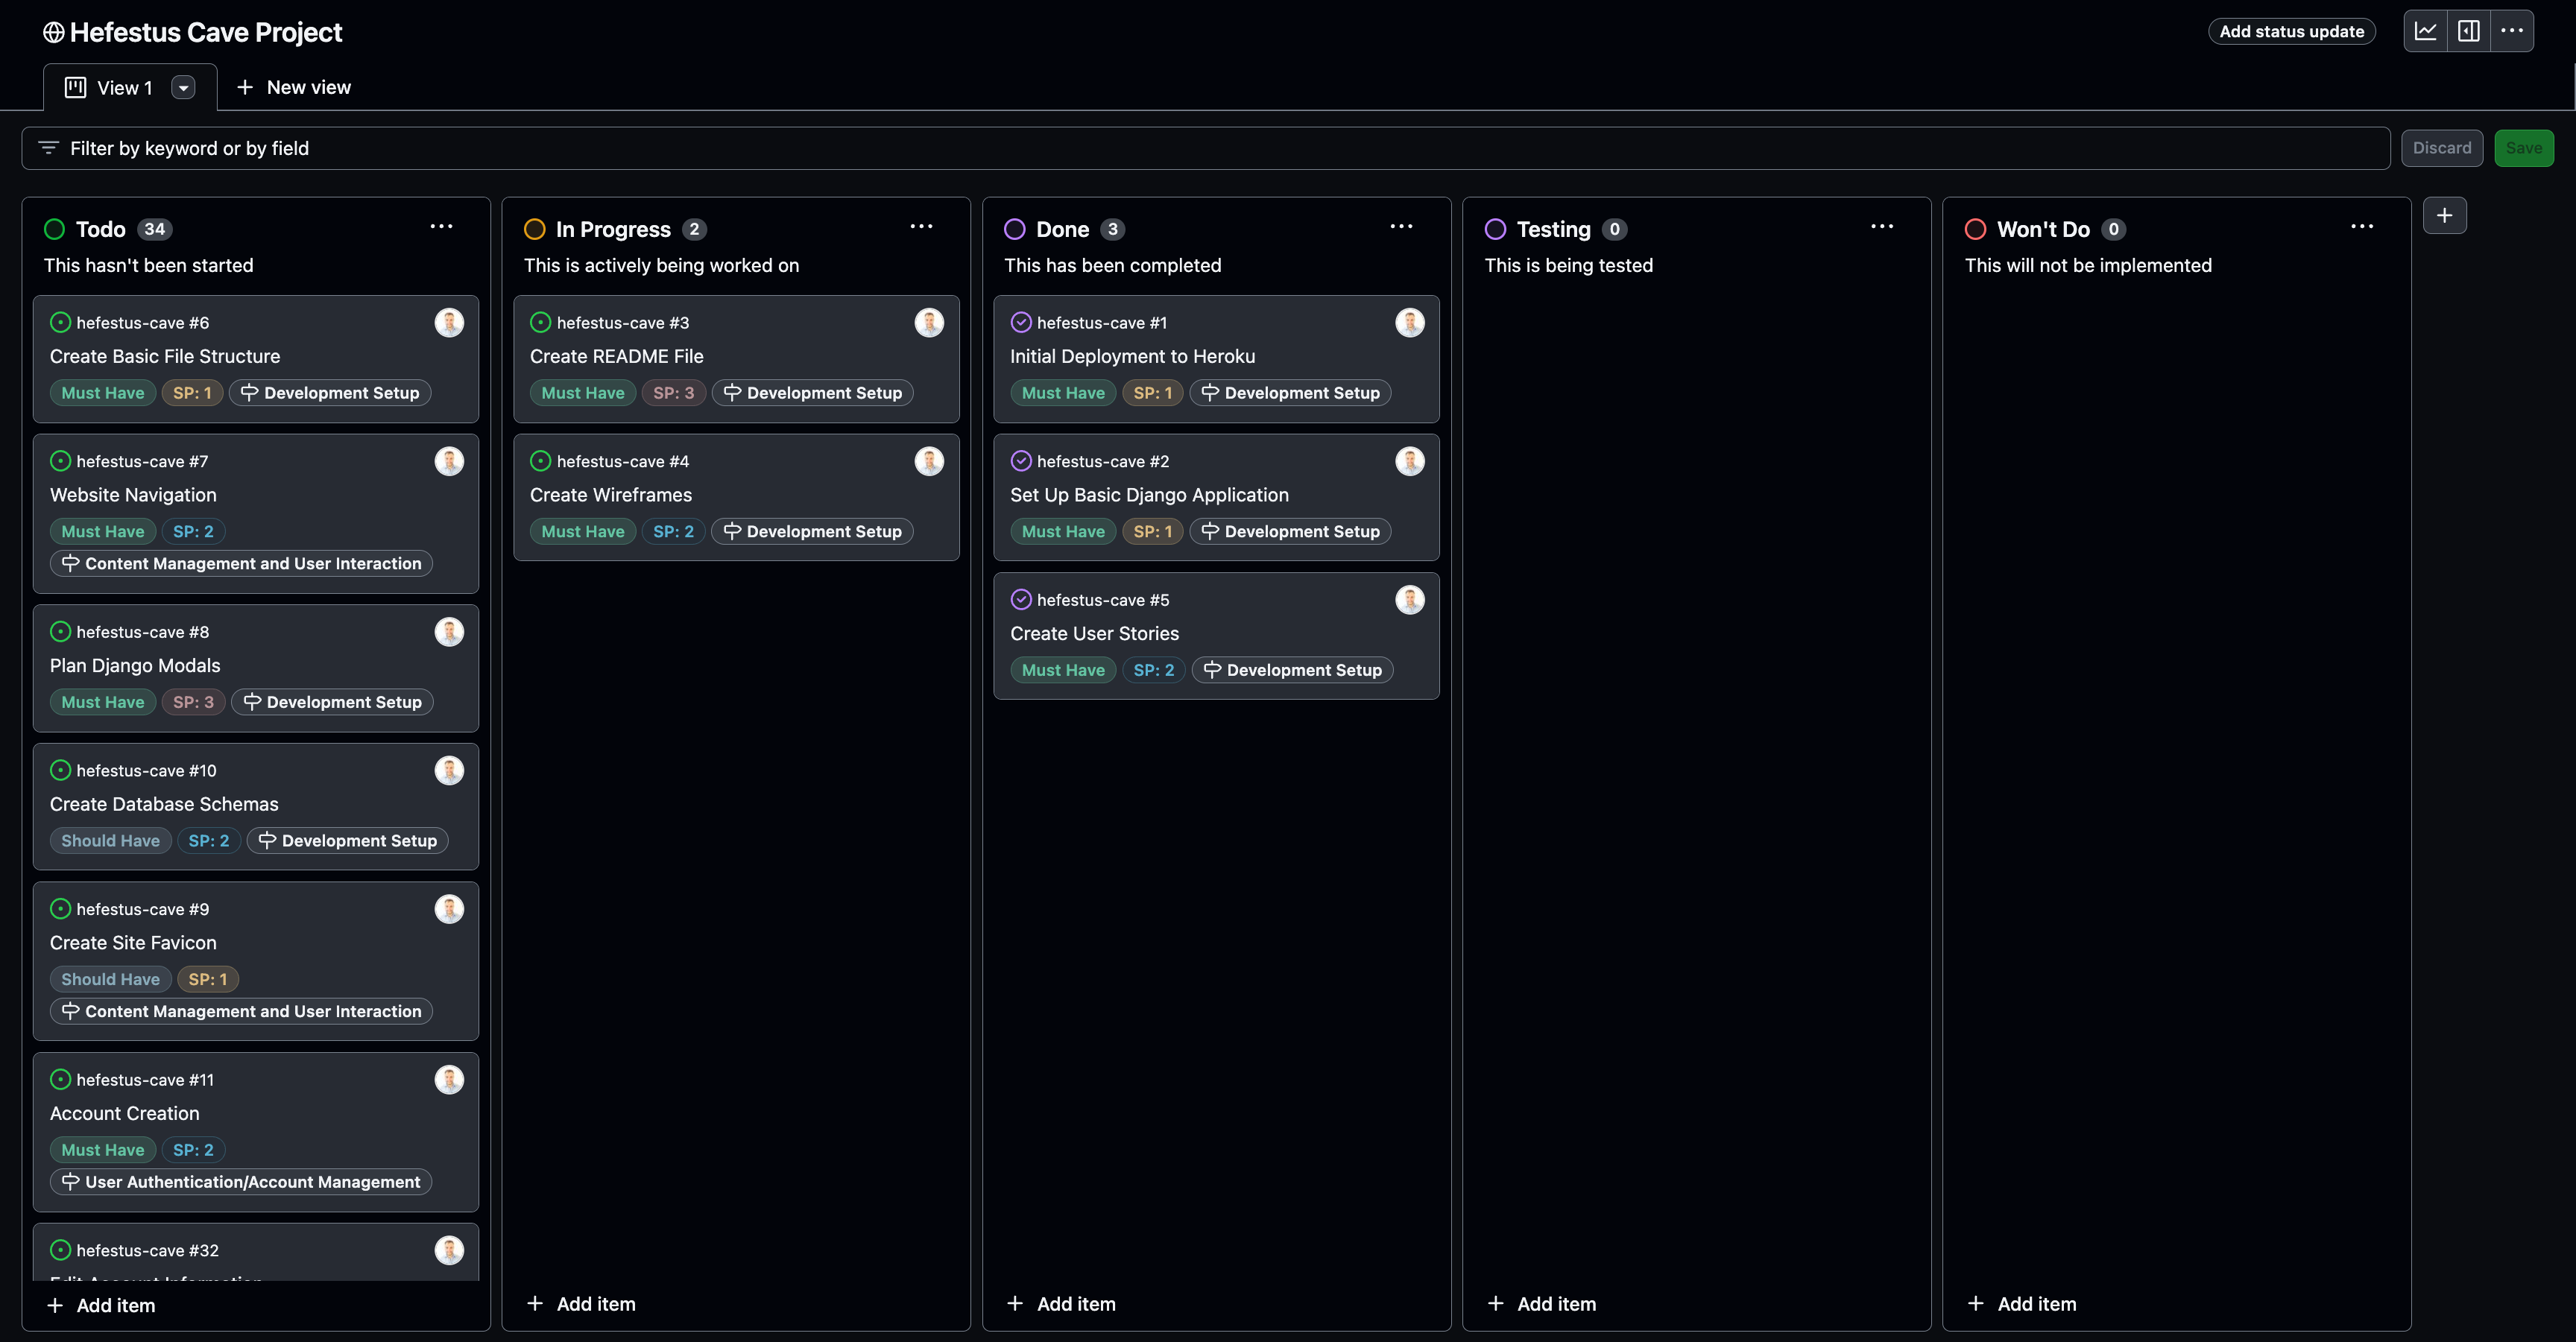 Hefestus Cave Project
Add status update
View 1
New view
Filter by keyword or by field
Discard
Save
Todo 34
This hasn't been started
hefestus-cave #6
Create Basic File Structure
Must Have SP: 1 Development Setup
hefestus-cave #7
Website Navigation
Must Have SP: 2
Content Management and User Interaction
hefestus-cave #8
Plan Django Modals
Must Have SP: 3 Development Setup
hefestus-cave #10
Create Database Schemas
Should Have SP: 2 Development Setup
hefestus-cave #9
Create Site Favicon
Should Have SP: 1
Content Management and User Interaction
hefestus-cave #11
Account Creation
Must Have SP: 2
User Authentication/Account Management
hefestus-cave #32
Edit Account Information
Add item
In Progress 2
This is actively being worked on
hefestus-cave #3
Create README File
Must Have SP: 3 Development Setup
hefestus-cave #4
Create Wireframes
Must Have SP: 2 Development Setup
Add item
Done 3
This has been completed
hefestus-cave #1
Initial Deployment to Heroku
Must Have SP: 1 Development Setup
hefestus-cave #2
Set Up Basic Django Application
Must Have SP: 1 Development Setup
hefestus-cave #5
Create User Stories
Must Have SP: 2 Development Setup
Add item
Testing 0
This is being tested
Add item
Won't Do 0
This will not be implemented
Add item